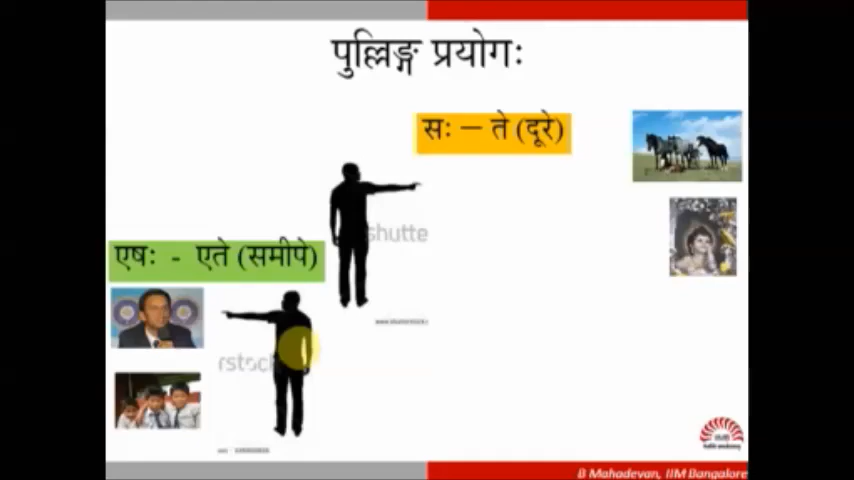 पुल्लिङ्ग प्रयोगः
सः – ते (दूरे)
shutte
एषः - एते (समीपे)
rstock
B Mahadevan, IIM Bangalore